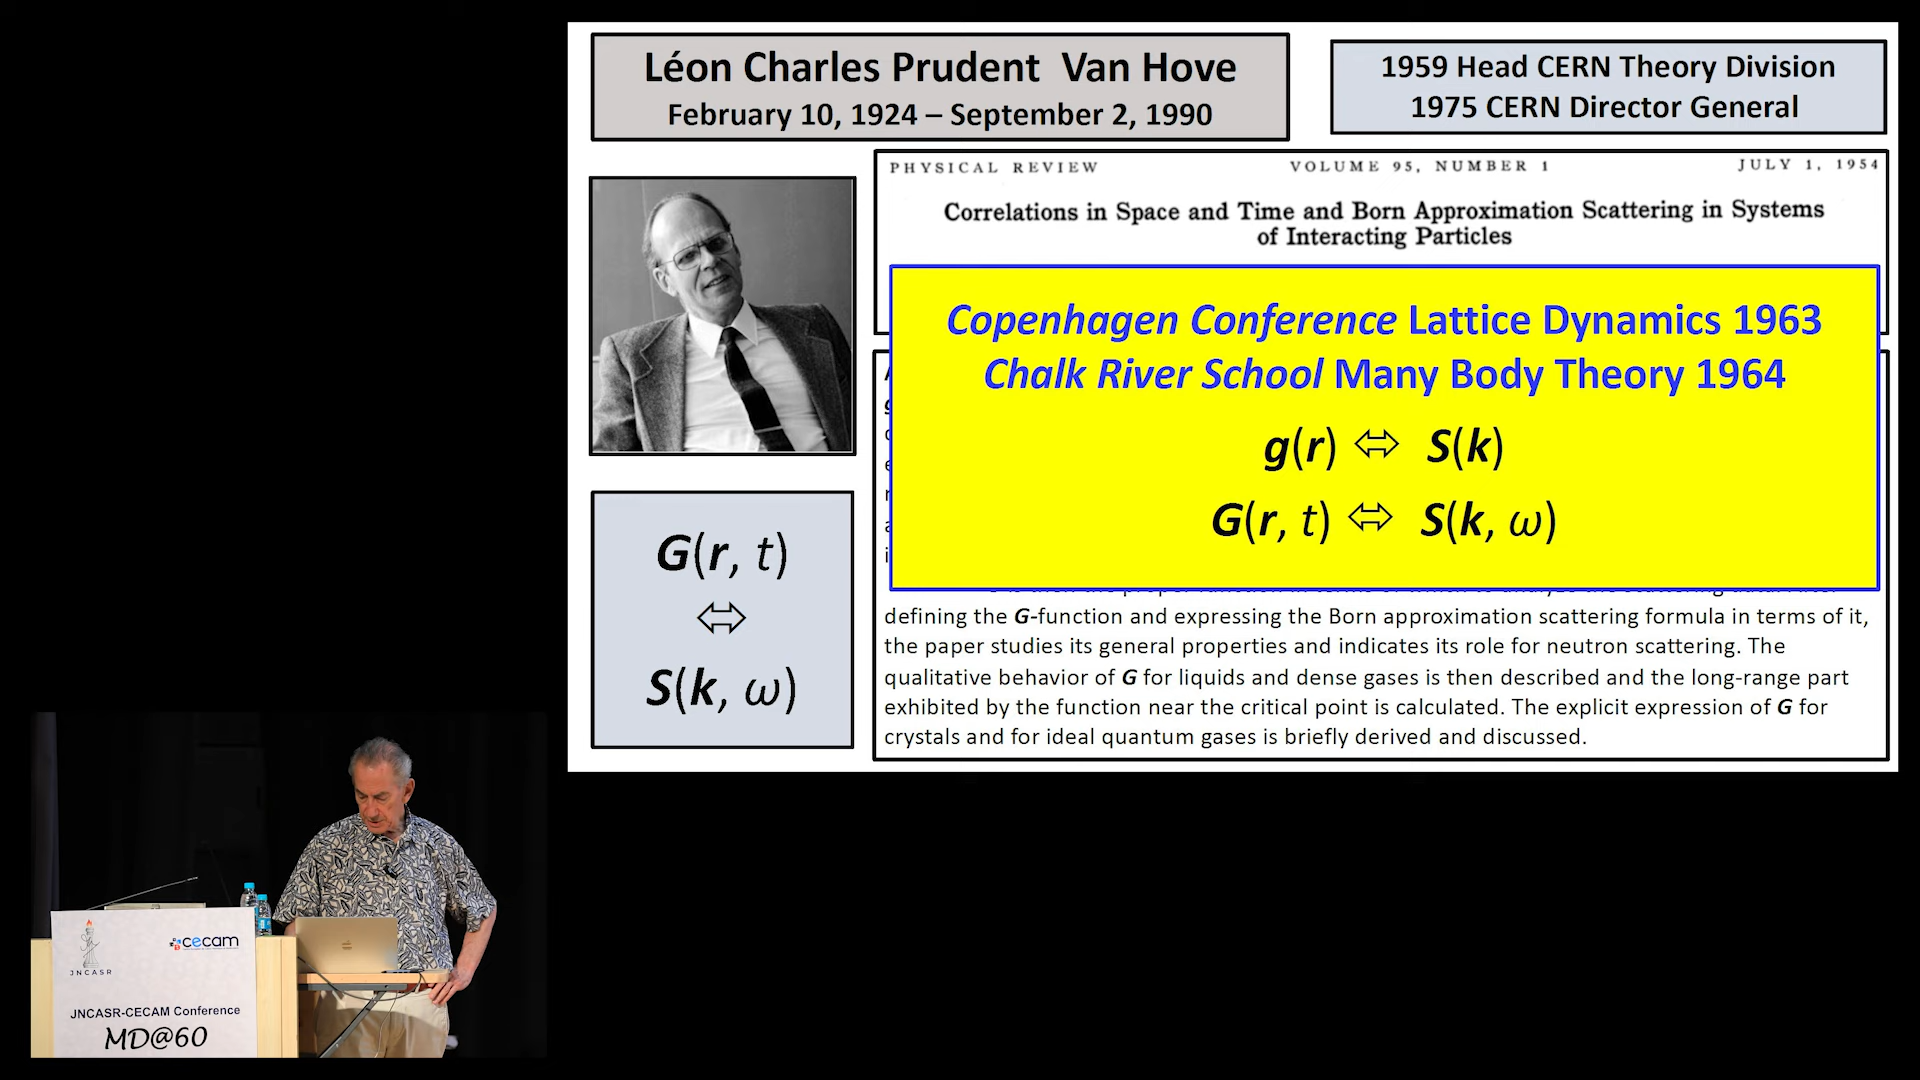 Léon Charles Prudent Van Hove
February 10, 1924 – September 2, 1990
1959 Head CERN Theory Division
1975 CERN Director General
PHYSICAL REVIEW VOLUME 95, NUMBER 1 JULY 1, 1954
Correlations in Space and Time and Born Approximation Scattering in Systems
of Interacting Particles
Copenhagen Conference Lattice Dynamics 1963
Chalk River School Many Body Theory 1964
g(r) ⇔ S(k)
G(r, t) ⇔ S(k, ω)
defining the G-function and expressing the Born approximation scattering formula in terms of it,
the paper studies its general properties and indicates its role for neutron scattering. The
qualitative behavior of G for liquids and dense gases is then described and the long-range part
exhibited by the function near the critical point is calculated. The explicit expression of G for
crystals and for ideal quantum gases is briefly derived and discussed.
G(r, t)
⇔
S(k, ω)
JNCASR
cecam
JNCASR-CECAM Conference
MD@60